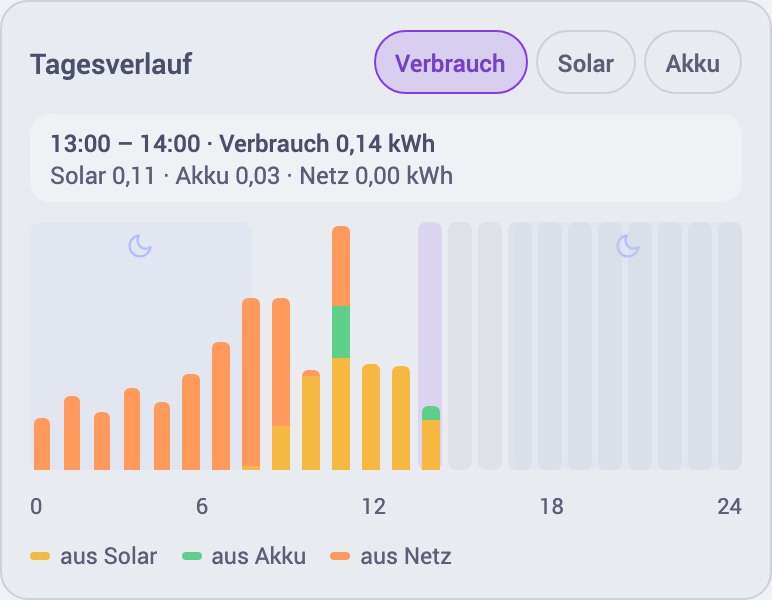 Tagesverlauf
Verbrauch
Solar
Akku
13:00 – 14:00 · Verbrauch 0,14 kWh
Solar 0,11 · Akku 0,03 · Netz 0,00 kWh
0 6 12 18 24
aus Solar aus Akku aus Netz